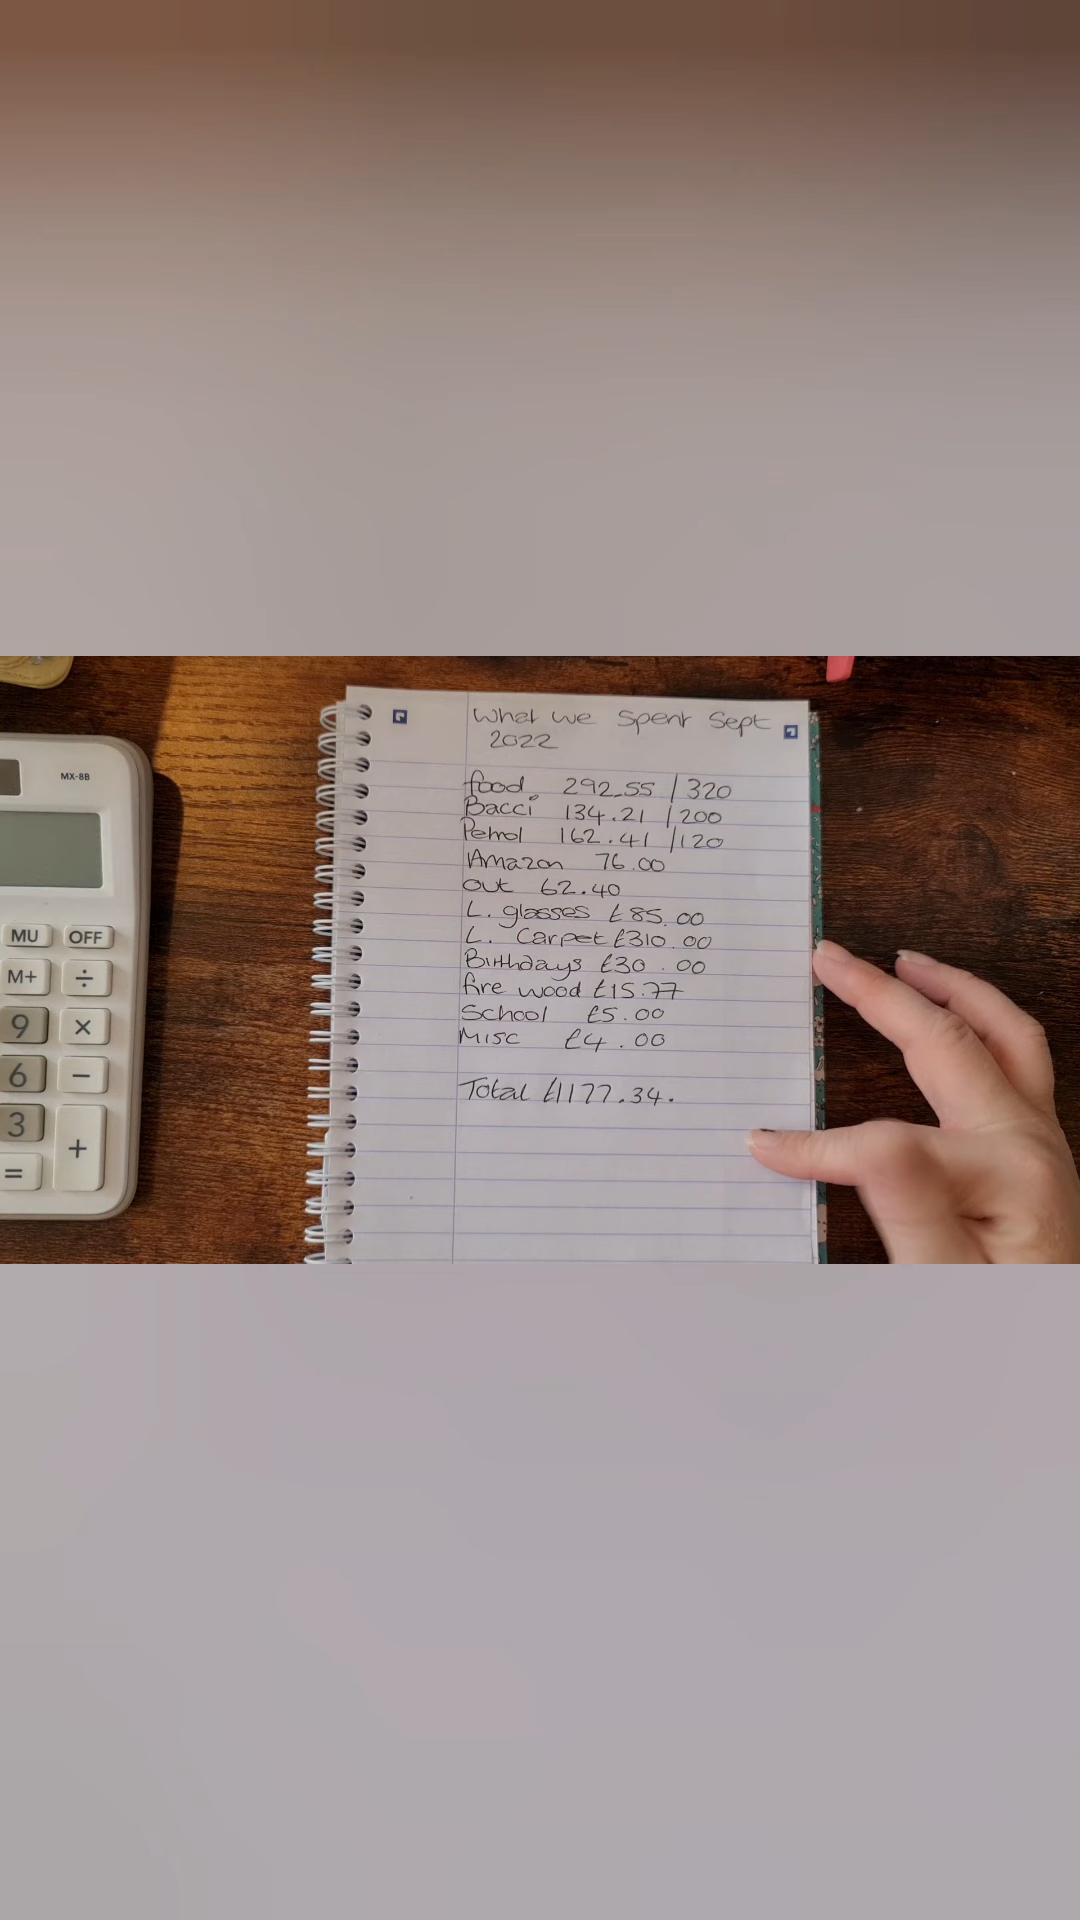 What we Spent Sept
2022
food 292.55 / 320
Bacci 134.21 / 200
Petrol 162.41 / 120
Amazon 76.00
out 62.40
L. glasses £85.00
L. Carpet £310.00
Birthdays £30.00
fire wood £15.77
School £5.00
Misc £4.00
Total £1177.34.
MX-8B
MU OFF
M+ ÷
9 ×
6 −
3 +
=